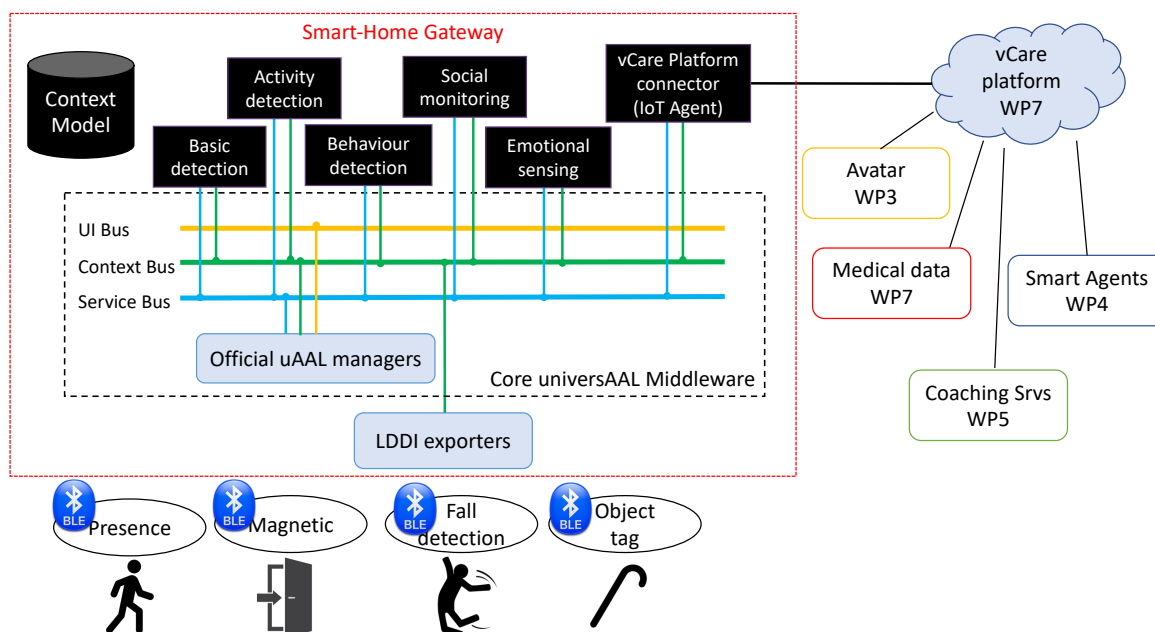 Smart-Home Gateway
Context
Model
Activity
detection
Social
monitoring
vCare Platform
connector
(IoT Agent)
Basic
detection
Behaviour
detection
Emotional
sensing
UI Bus
Context Bus
Service Bus
Official uAAL managers
Core universAAL Middleware
LDDI exporters
vCare
platform
WP7
Avatar
WP3
Medical data
WP7
Smart Agents
WP4
Coaching Srvs
WP5
BLE
Presence
BLE
Magnetic
BLE
Fall
detection
BLE
Object
tag